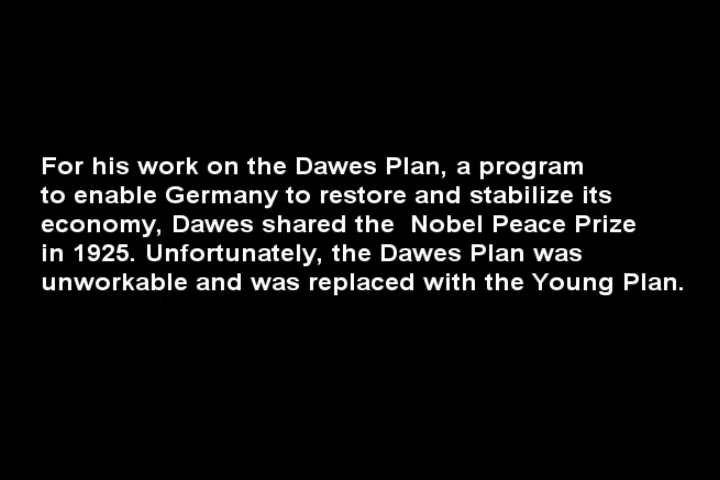 For his work on the Dawes Plan, a program
to enable Germany to restore and stabilize its
economy, Dawes shared the  Nobel Peace Prize
in 1925. Unfortunately, the Dawes Plan was
unworkable and was replaced with the Young Plan.